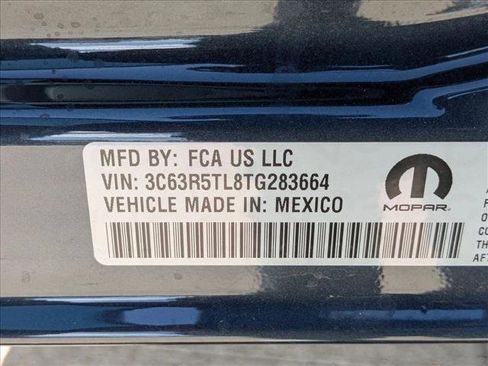 MFD BY: FCA US LLC
VIN: 3C63R5TL8TG283664
VEHICLE MADE IN: MEXICO
MOPAR